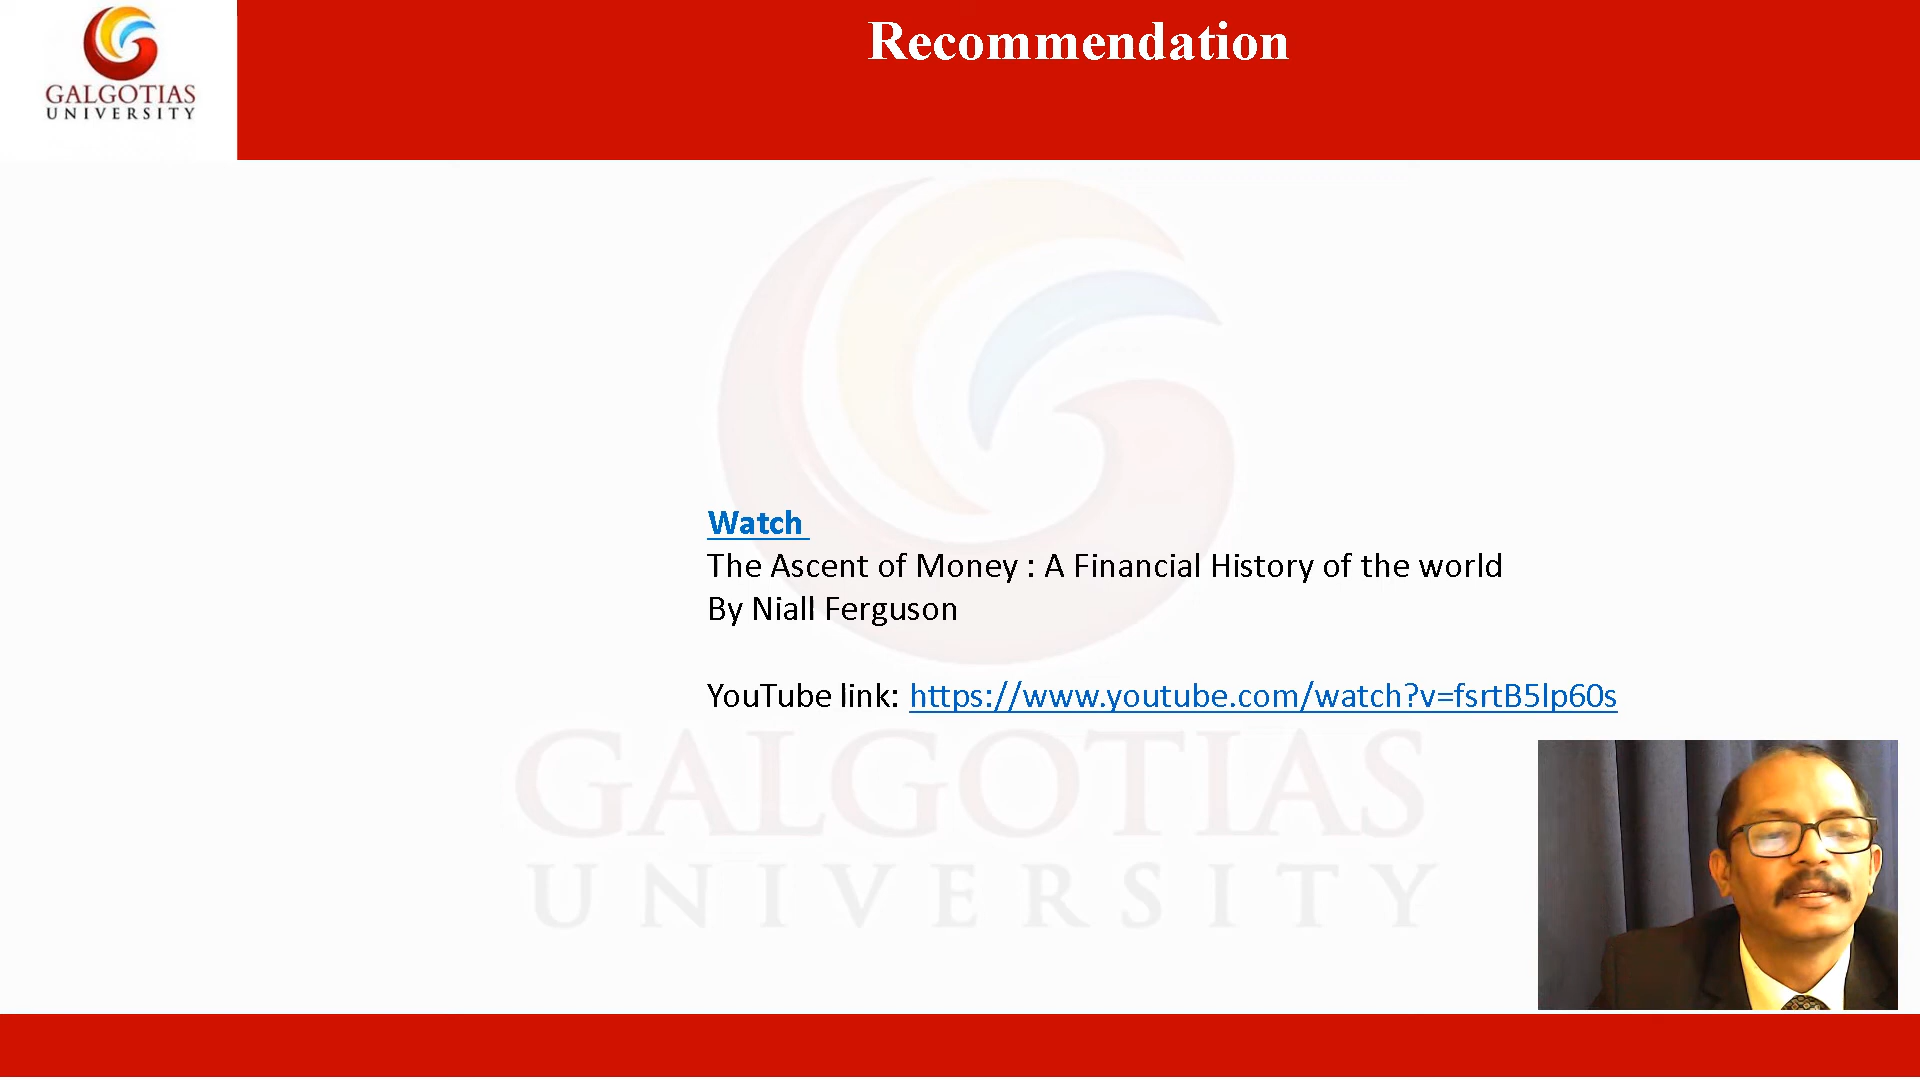 GALGOTIAS
UNIVERSITY
Recommendation
Watch
The Ascent of Money : A Financial History of the world
By Niall Ferguson
YouTube link: https://www.youtube.com/watch?v=fsrtB5lp60s
GALGOTIAS
UNIVERSITY